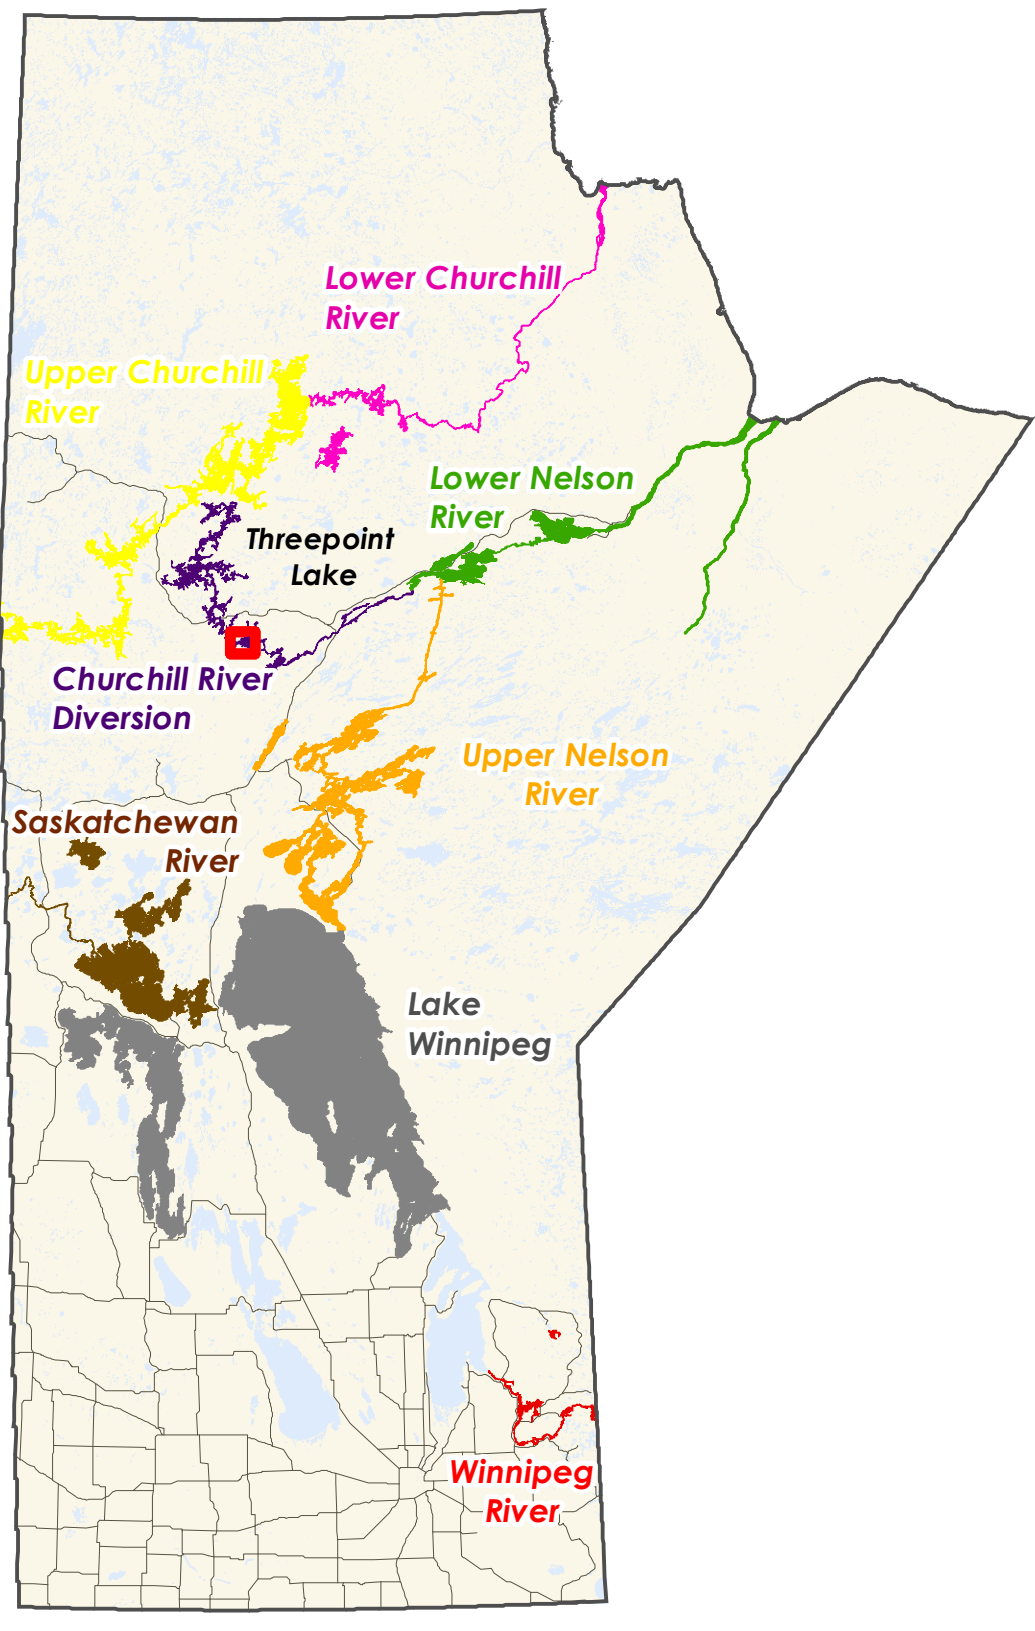 Lower Churchill
River
Upper Churchill
River
Lower Nelson
River
Threepoint
Lake
Churchill River
Diversion
Upper Nelson
River
Saskatchewan
River
Lake
Winnipeg
Winnipeg
River